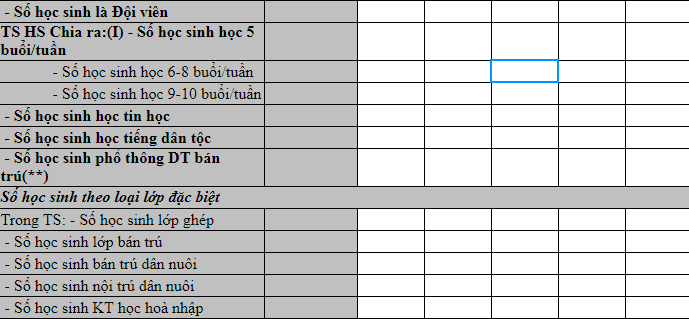 - Số học sinh là Đội viên
TS HS Chia ra:(I) - Số học sinh học 5
buổi/tuần
- Số học sinh học 6-8 buổi/tuần
- Số học sinh học 9-10 buổi/tuần
- Số học sinh học tin học
- Số học sinh học tiếng dân tộc
- Số học sinh phổ thông DT bán
trú(**)
Số học sinh theo loại lớp đặc biệt
Trong TS: - Số học sinh lớp ghép
- Số học sinh lớp bán trú
- Số học sinh bán trú dân nuôi
- Số học sinh nội trú dân nuôi
- Số học sinh KT học hoà nhập